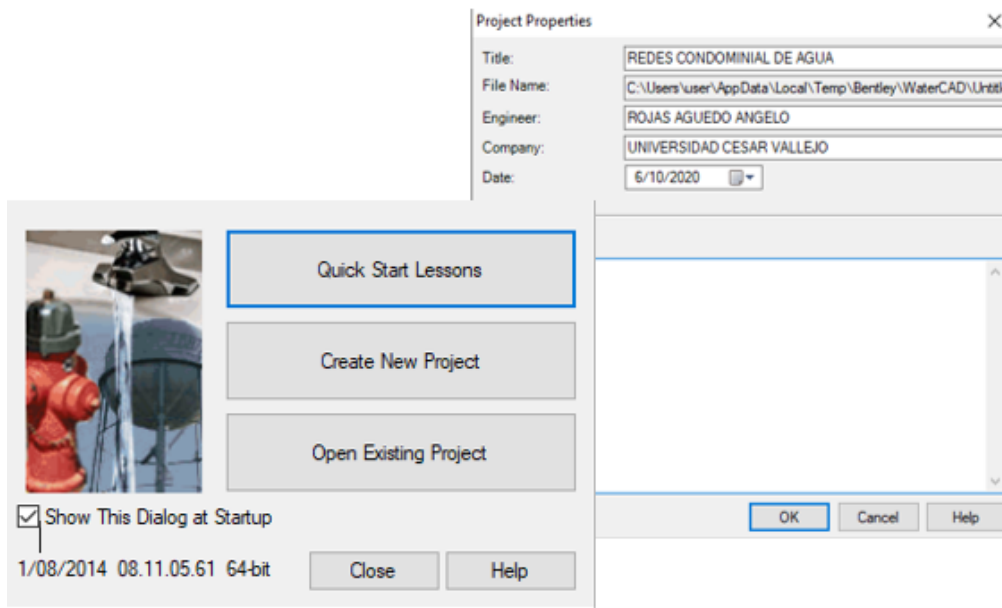 Project Properties
Title: REDES CONDOMINIAL DE AGUA
File Name: C:\Users\user\AppData\Local\Temp\Bentley\WaterCAD\Untitl
Engineer: ROJAS AGUEDO ANGELO
Company: UNIVERSIDAD CESAR VALLEJO
Date: 6/10/2020
Quick Start Lessons
Create New Project
Open Existing Project
Show This Dialog at Startup
1/08/2014 08.11.05.61 64-bit
Close Help
OK Cancel Help